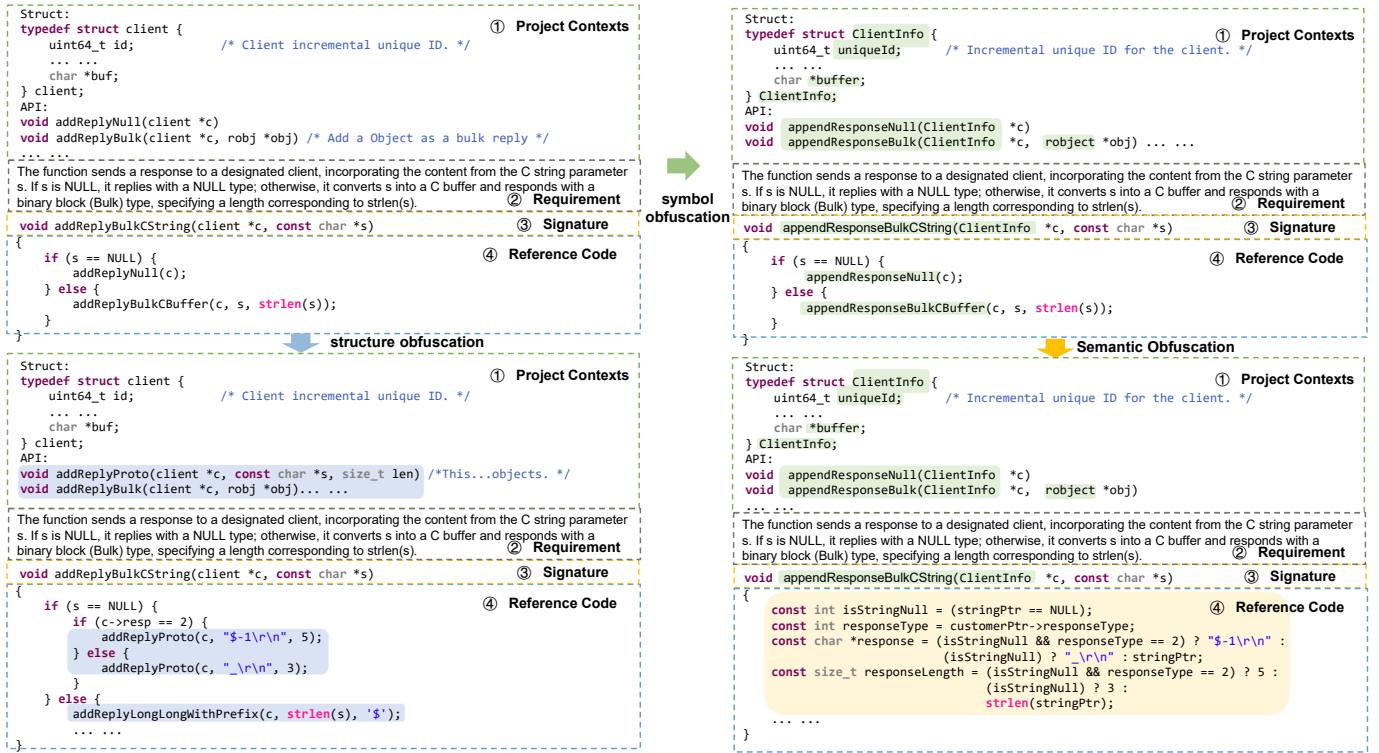 Struct:
typedef struct client {
① Project Contexts
uint64_t id; /* Client incremental unique ID. */
... ...
char *buf;
} client;
API:
void addReplyNull(client *c)
void addReplyBulk(client *c, robj *obj) /* Add a Object as a bulk reply */
... ...
The function sends a response to a designated client, incorporating the content from the C string parameter
s. If s is NULL, it replies with a NULL type; otherwise, it converts s into a C buffer and responds with a
binary block (Bulk) type, specifying a length corresponding to strlen(s).
② Requirement
void addReplyBulkCString(client *c, const char *s)
③ Signature
{
④ Reference Code
if (s == NULL) {
addReplyNull(c);
} else {
addReplyBulkCBuffer(c, s, strlen(s));
}
}
structure obfuscation
Struct:
typedef struct client {
① Project Contexts
uint64_t id; /* Client incremental unique ID. */
... ...
char *buf;
} client;
API:
void addReplyProto(client *c, const char *s, size_t len) /*This...objects. */
void addReplyBulk(client *c, robj *obj)... ...
The function sends a response to a designated client, incorporating the content from the C string parameter
s. If s is NULL, it replies with a NULL type; otherwise, it converts s into a C buffer and responds with a
binary block (Bulk) type, specifying a length corresponding to strlen(s).
② Requirement
void addReplyBulkCString(client *c, const char *s)
③ Signature
{
④ Reference Code
if (s == NULL) {
if (c->resp == 2) {
addReplyProto(c, "$-1\r\n", 5);
} else {
addReplyProto(c, "_\r\n", 3);
}
} else {
addReplyLongLongWithPrefix(c, strlen(s), '$');
... ...
}
symbol
obfuscation
Struct:
typedef struct ClientInfo {
① Project Contexts
uint64_t uniqueId; /* Incremental unique ID for the client. */
... ...
char *buffer;
} ClientInfo;
API:
void appendResponseNull(ClientInfo *c)
void appendResponseBulk(ClientInfo *c, robject *obj) ... ...
The function sends a response to a designated client, incorporating the content from the C string parameter
s. If s is NULL, it replies with a NULL type; otherwise, it converts s into a C buffer and responds with a
binary block (Bulk) type, specifying a length corresponding to strlen(s).
② Requirement
void appendResponseBulkCString(ClientInfo *c, const char *s)
③ Signature
{
④ Reference Code
if (s == NULL) {
appendResponseNull(c);
} else {
appendResponseBulkCBuffer(c, s, strlen(s));
}
}
Semantic Obfuscation
Struct:
typedef struct ClientInfo {
① Project Contexts
uint64_t uniqueId; /* Incremental unique ID for the client. */
... ...
char *buffer;
} ClientInfo;
API:
void appendResponseNull(ClientInfo *c)
void appendResponseBulk(ClientInfo *c, robject *obj)
... ...
The function sends a response to a designated client, incorporating the content from the C string parameter
s. If s is NULL, it replies with a NULL type; otherwise, it converts s into a C buffer and responds with a
binary block (Bulk) type, specifying a length corresponding to strlen(s).
② Requirement
void appendResponseBulkCString(ClientInfo *c, const char *s)
③ Signature
{
④ Reference Code
const int isStringNull = (stringPtr == NULL);
const int responseType = customerPtr->responseType;
const char *response = (isStringNull && responseType == 2) ? "$-1\r\n" :
(isStringNull) ? "_\r\n" : stringPtr;
const size_t responseLength = (isStringNull && responseType == 2) ? 5 :
(isStringNull) ? 3 :
strlen(stringPtr);
... ...
}